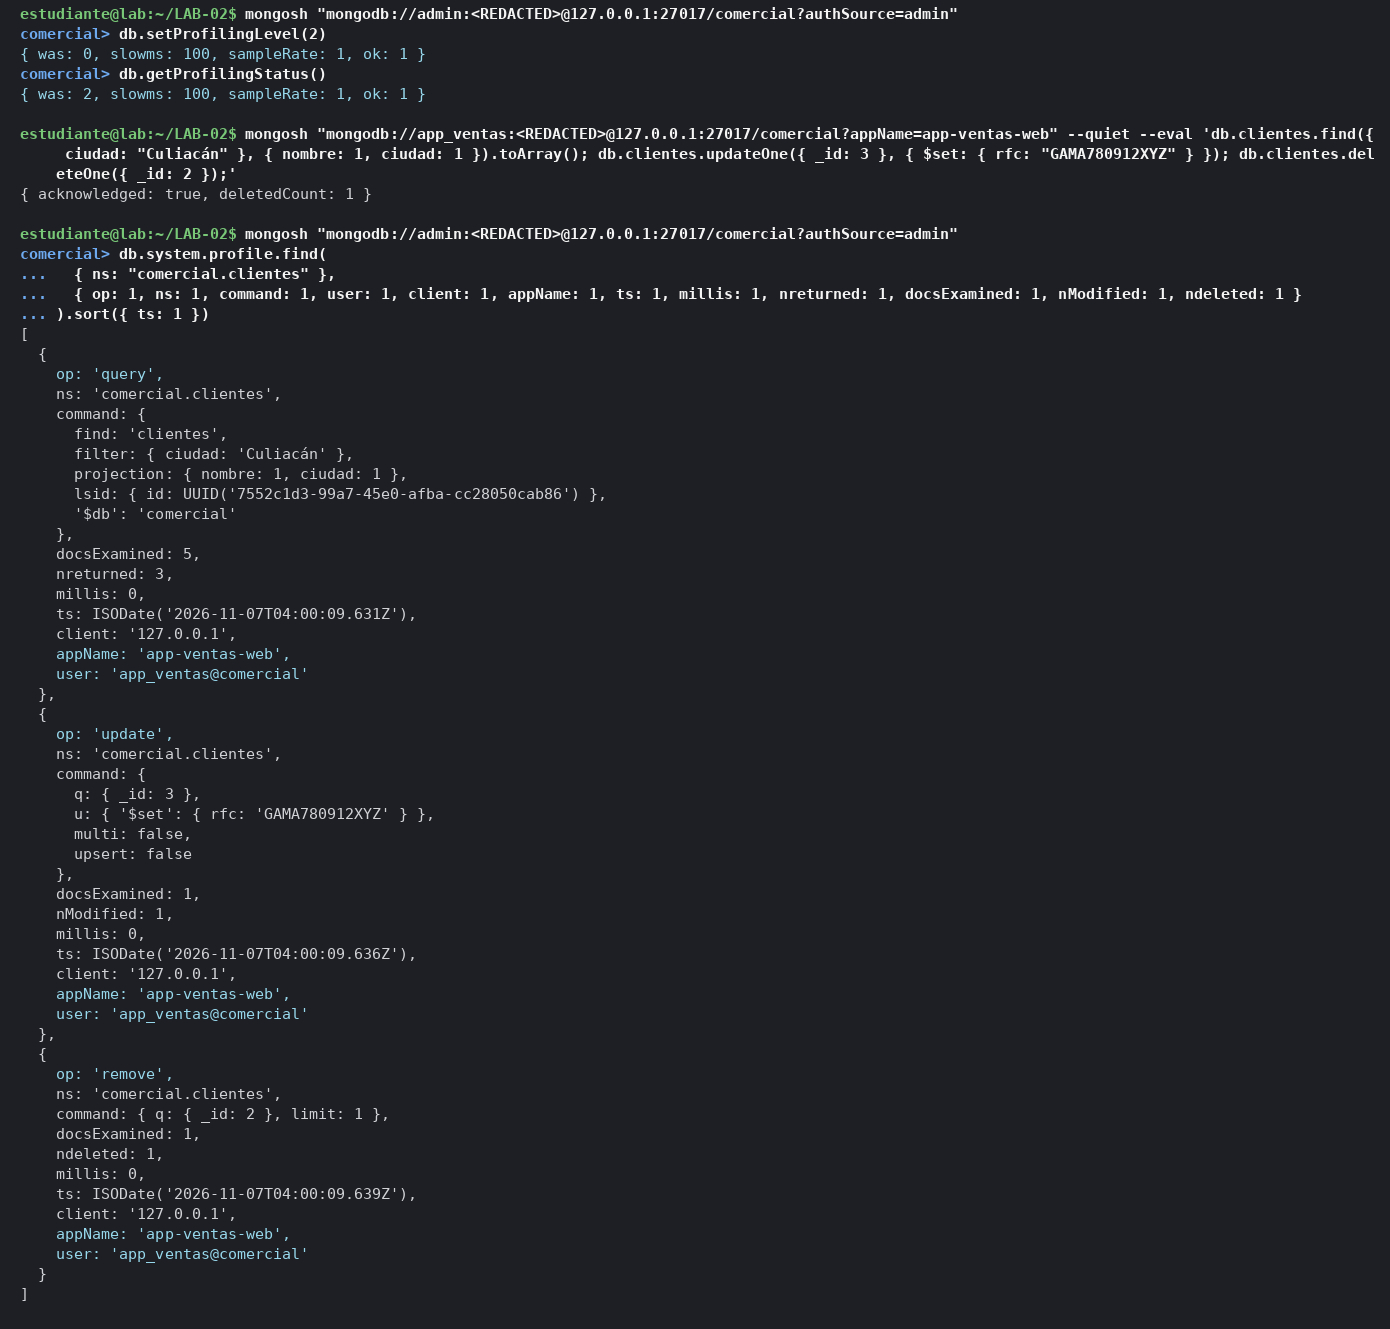 estudiante@lab:~/LAB-02$ mongosh "mongodb://admin:<REDACTED>@127.0.0.1:27017/comercial?authSource=admin"
comercial> db.setProfilingLevel(2)
{ was: 0, slowms: 100, sampleRate: 1, ok: 1 }
comercial> db.getProfilingStatus()
{ was: 2, slowms: 100, sampleRate: 1, ok: 1 }

estudiante@lab:~/LAB-02$ mongosh "mongodb://app_ventas:<REDACTED>@127.0.0.1:27017/comercial?appName=app-ventas-web" --quiet --eval 'db.clientes.find({
     ciudad: "Culiacán" }, { nombre: 1, ciudad: 1 }).toArray(); db.clientes.updateOne({ _id: 3 }, { $set: { rfc: "GAMA780912XYZ" } }); db.clientes.del
    eteOne({ _id: 2 });'
{ acknowledged: true, deletedCount: 1 }

estudiante@lab:~/LAB-02$ mongosh "mongodb://admin:<REDACTED>@127.0.0.1:27017/comercial?authSource=admin"
comercial> db.system.profile.find(
...   { ns: "comercial.clientes" },
...   { op: 1, ns: 1, command: 1, user: 1, client: 1, appName: 1, ts: 1, millis: 1, nreturned: 1, docsExamined: 1, nModified: 1, ndeleted: 1 }
... ).sort({ ts: 1 })
[
  {
    op: 'query',
    ns: 'comercial.clientes',
    command: {
      find: 'clientes',
      filter: { ciudad: 'Culiacán' },
      projection: { nombre: 1, ciudad: 1 },
      lsid: { id: UUID('7552c1d3-99a7-45e0-afba-cc28050cab86') },
      '$db': 'comercial'
    },
    docsExamined: 5,
    nreturned: 3,
    millis: 0,
    ts: ISODate('2026-11-07T04:00:09.631Z'),
    client: '127.0.0.1',
    appName: 'app-ventas-web',
    user: 'app_ventas@comercial'
  },
  {
    op: 'update',
    ns: 'comercial.clientes',
    command: {
      q: { _id: 3 },
      u: { '$set': { rfc: 'GAMA780912XYZ' } },
      multi: false,
      upsert: false
    },
    docsExamined: 1,
    nModified: 1,
    millis: 0,
    ts: ISODate('2026-11-07T04:00:09.636Z'),
    client: '127.0.0.1',
    appName: 'app-ventas-web',
    user: 'app_ventas@comercial'
  },
  {
    op: 'remove',
    ns: 'comercial.clientes',
    command: { q: { _id: 2 }, limit: 1 },
    docsExamined: 1,
    ndeleted: 1,
    millis: 0,
    ts: ISODate('2026-11-07T04:00:09.639Z'),
    client: '127.0.0.1',
    appName: 'app-ventas-web',
    user: 'app_ventas@comercial'
  }
]